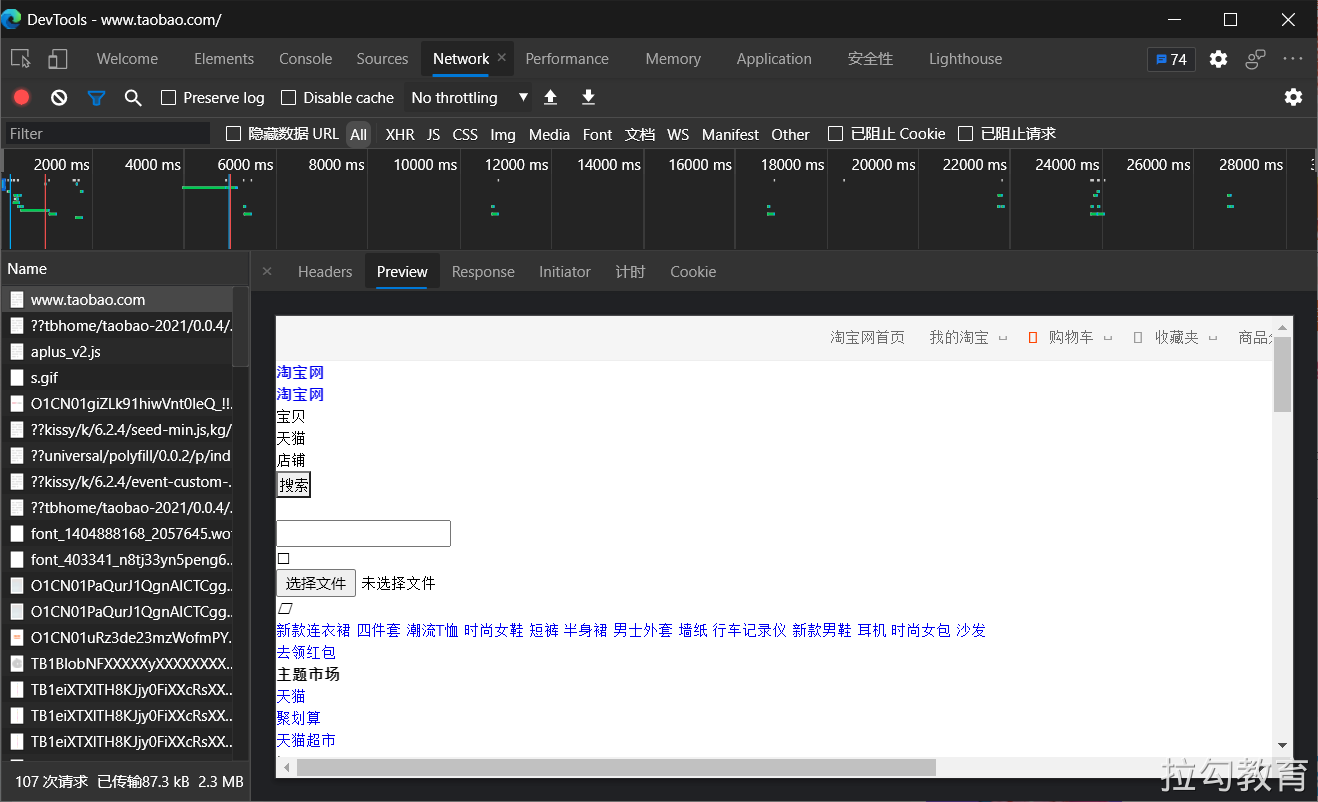 DevTools - www.taobao.com/
Welcome Elements Console Sources Network Performance Memory Application 安全性 Lighthouse 74
Preserve log Disable cache No throttling
Filter 隐藏数据 URL All XHR JS CSS Img Media Font 文档 WS Manifest Other 已阻止 Cookie 已阻止请求
2000 ms 4000 ms 6000 ms 8000 ms 10000 ms 12000 ms 14000 ms 16000 ms 18000 ms 20000 ms 22000 ms 24000 ms 26000 ms 28000 ms
Name
Headers Preview Response Initiator 计时 Cookie
www.taobao.com
??tbhome/taobao-2021/0.0.4/.
aplus_v2.js
s.gif
O1CN01giZLk91hiwVnt0leQ_!!.
??kissy/k/6.2.4/seed-min.js,kg/
??universal/polyfill/0.0.2/p/ind
??kissy/k/6.2.4/event-custom-.
??tbhome/taobao-2021/0.0.4/.
font_1404888168_2057645.wo
font_403341_n8tj33yn5peng6..
O1CN01PaQurJ1QgnAICTCgg..
O1CN01PaQurJ1QgnAICTCgg..
O1CN01uRz3de23mzWofmPY.
TB1BlobNFXXXXXyXXXXXXXX..
TB1eiXTXlTH8KJjy0FiXXcRsXX..
TB1eiXTXlTH8KJjy0FiXXcRsXX..
TB1eiXTXlTH8KJjy0FiXXcRsXX..
107 次请求 已传输87.3 kB 2.3 MB
淘宝网首页 我的淘宝 购物车 收藏夹 商品
淘宝网
淘宝网
宝贝
天猫
店铺
搜索
选择文件 未选择文件
新款连衣裙 四件套 潮流T恤 时尚女鞋 短裤 半身裙 男士外套 墙纸 行车记录仪 新款男鞋 耳机 时尚女包 沙发
去领红包
主题市场
天猫
聚划算
天猫超市
拉勾教育